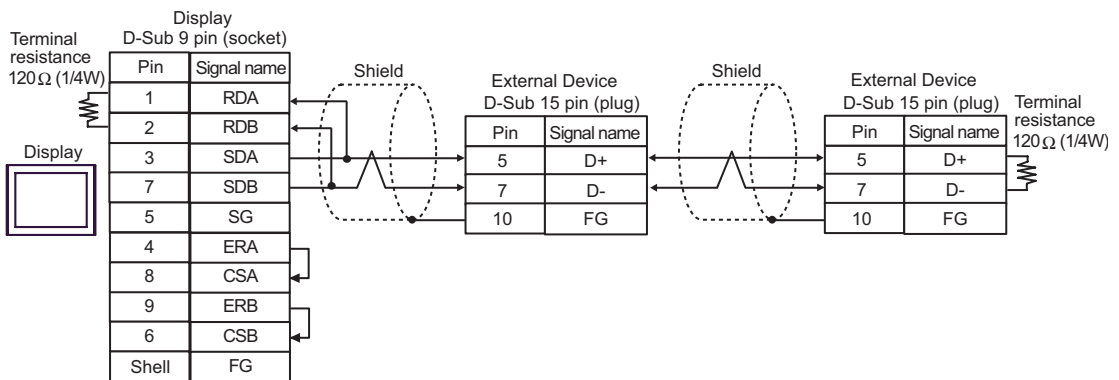 Display
D-Sub 9 pin (socket)
Terminal
resistance
120Ω (1/4W)
Pin Signal name
1 RDA
2 RDB
3 SDA
7 SDB
5 SG
4 ERA
8 CSA
9 ERB
6 CSB
Shell FG
Display
Shield
External Device
D-Sub 15 pin (plug)
Pin Signal name
5 D+
7 D-
10 FG
Shield
External Device
D-Sub 15 pin (plug)
Pin Signal name
5 D+
7 D-
10 FG
Terminal
resistance
120Ω (1/4W)